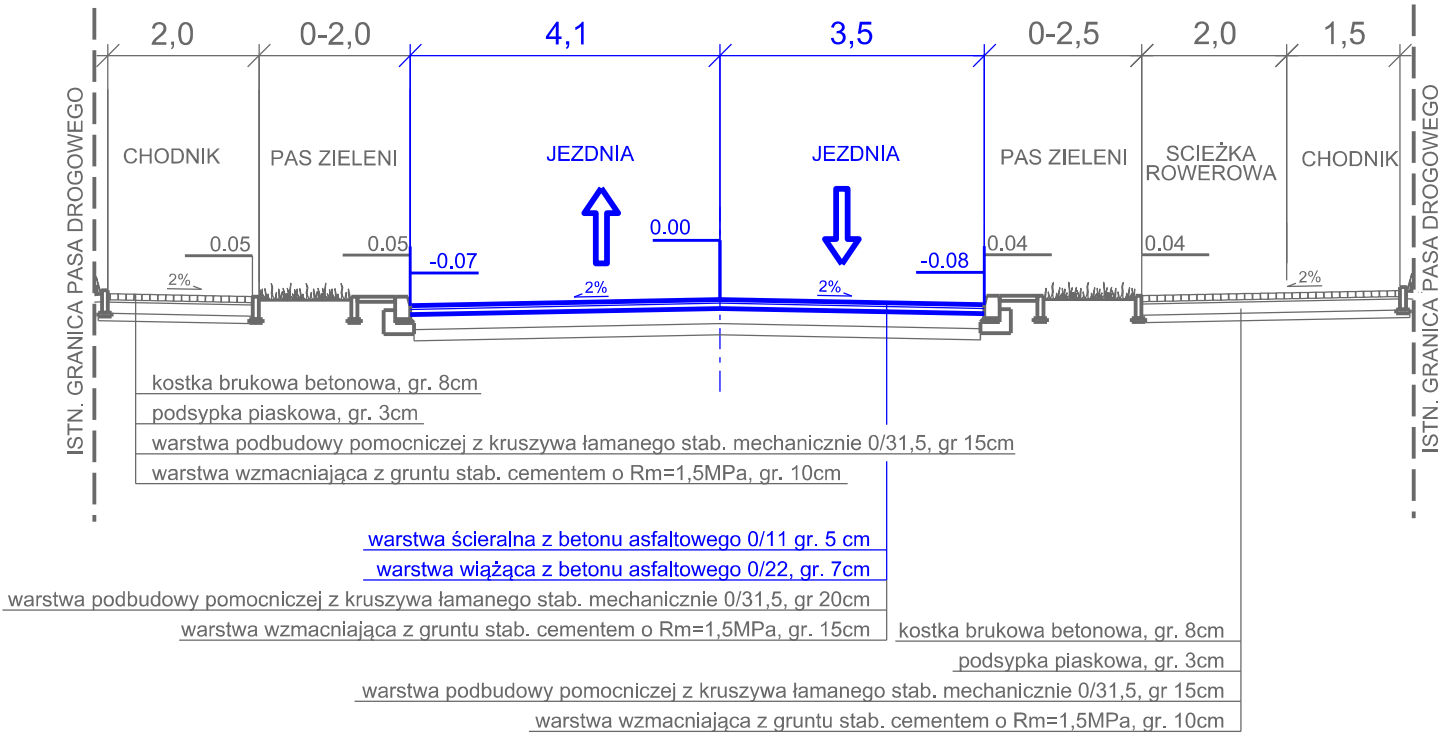 2,0
0-2,0
4,1
3,5
0-2,5
2,0
1,5
ISTN. GRANICA PASA DROGOWEGO
CHODNIK
PAS ZIELENI
JEZDNIA
JEZDNIA
PAS ZIELENI
SCIEŻKA
ROWEROWA
CHODNIK
ISTN. GRANICA PASA DROGOWEGO
0.05
0.05
-0.07
0.00
-0.08
0.04
0.04
2%
2%
2%
2%
kostka brukowa betonowa, gr. 8cm
podsypka piaskowa, gr. 3cm
warstwa podbudowy pomocniczej z kruszywa łamanego stab. mechanicznie 0/31,5, gr 15cm
warstwa wzmacniająca z gruntu stab. cementem o Rm=1,5MPa, gr. 10cm
warstwa ścieralna z betonu asfaltowego 0/11 gr. 5 cm
warstwa wiążąca z betonu asfaltowego 0/22, gr. 7cm
warstwa podbudowy pomocniczej z kruszywa łamanego stab. mechanicznie 0/31,5, gr 20cm
warstwa wzmacniająca z gruntu stab. cementem o Rm=1,5MPa, gr. 15cm
kostka brukowa betonowa, gr. 8cm
podsypka piaskowa, gr. 3cm
warstwa podbudowy pomocniczej z kruszywa łamanego stab. mechanicznie 0/31,5, gr 15cm
warstwa wzmacniająca z gruntu stab. cementem o Rm=1,5MPa, gr. 10cm